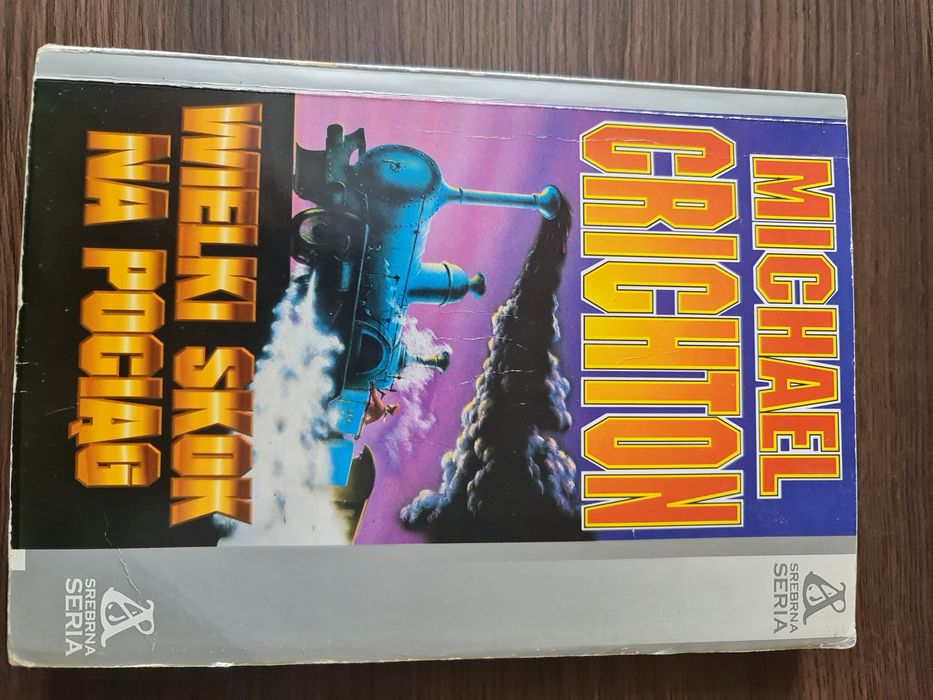 MICHAEL
CRICHTON
WIELKI SKOK
NA POCIĄG
SREBRNA
SERIA
SREBRNA
SERIA